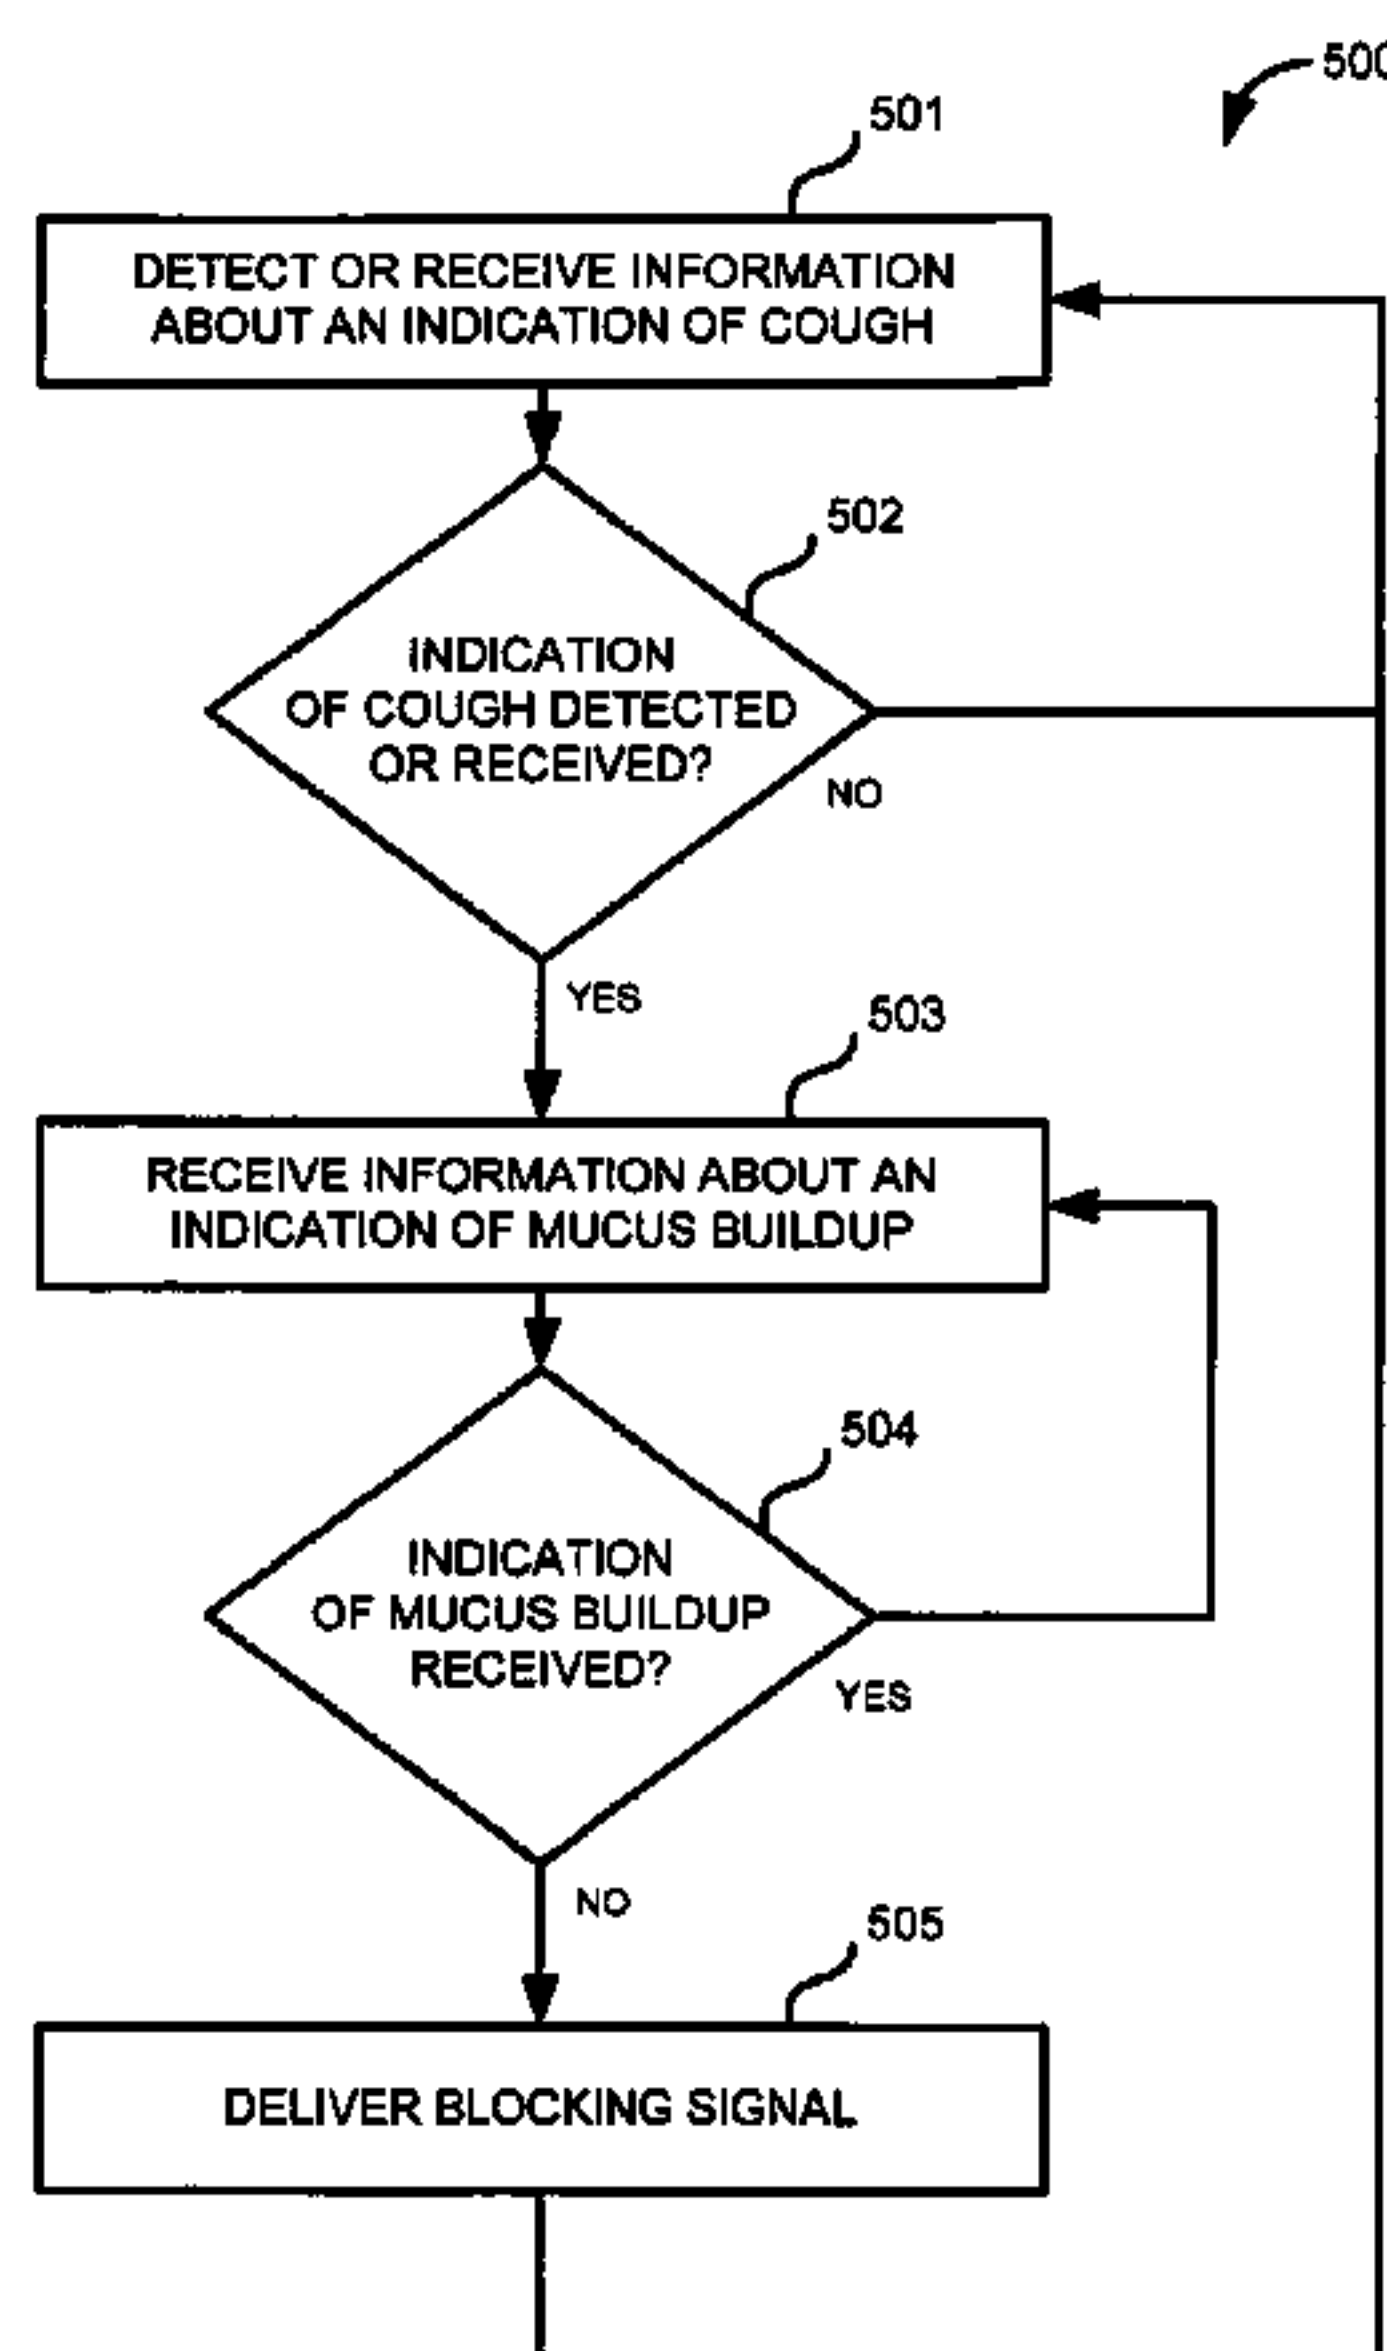 500
501
DETECT OR RECEIVE INFORMATION
ABOUT AN INDICATION OF COUGH
502
INDICATION
OF COUGH DETECTED
OR RECEIVED?
NO
YES
503
RECEIVE INFORMATION ABOUT AN
INDICATION OF MUCUS BUILDUP
504
INDICATION
OF MUCUS BUILDUP
RECEIVED?
YES
NO
505
DELIVER BLOCKING SIGNAL